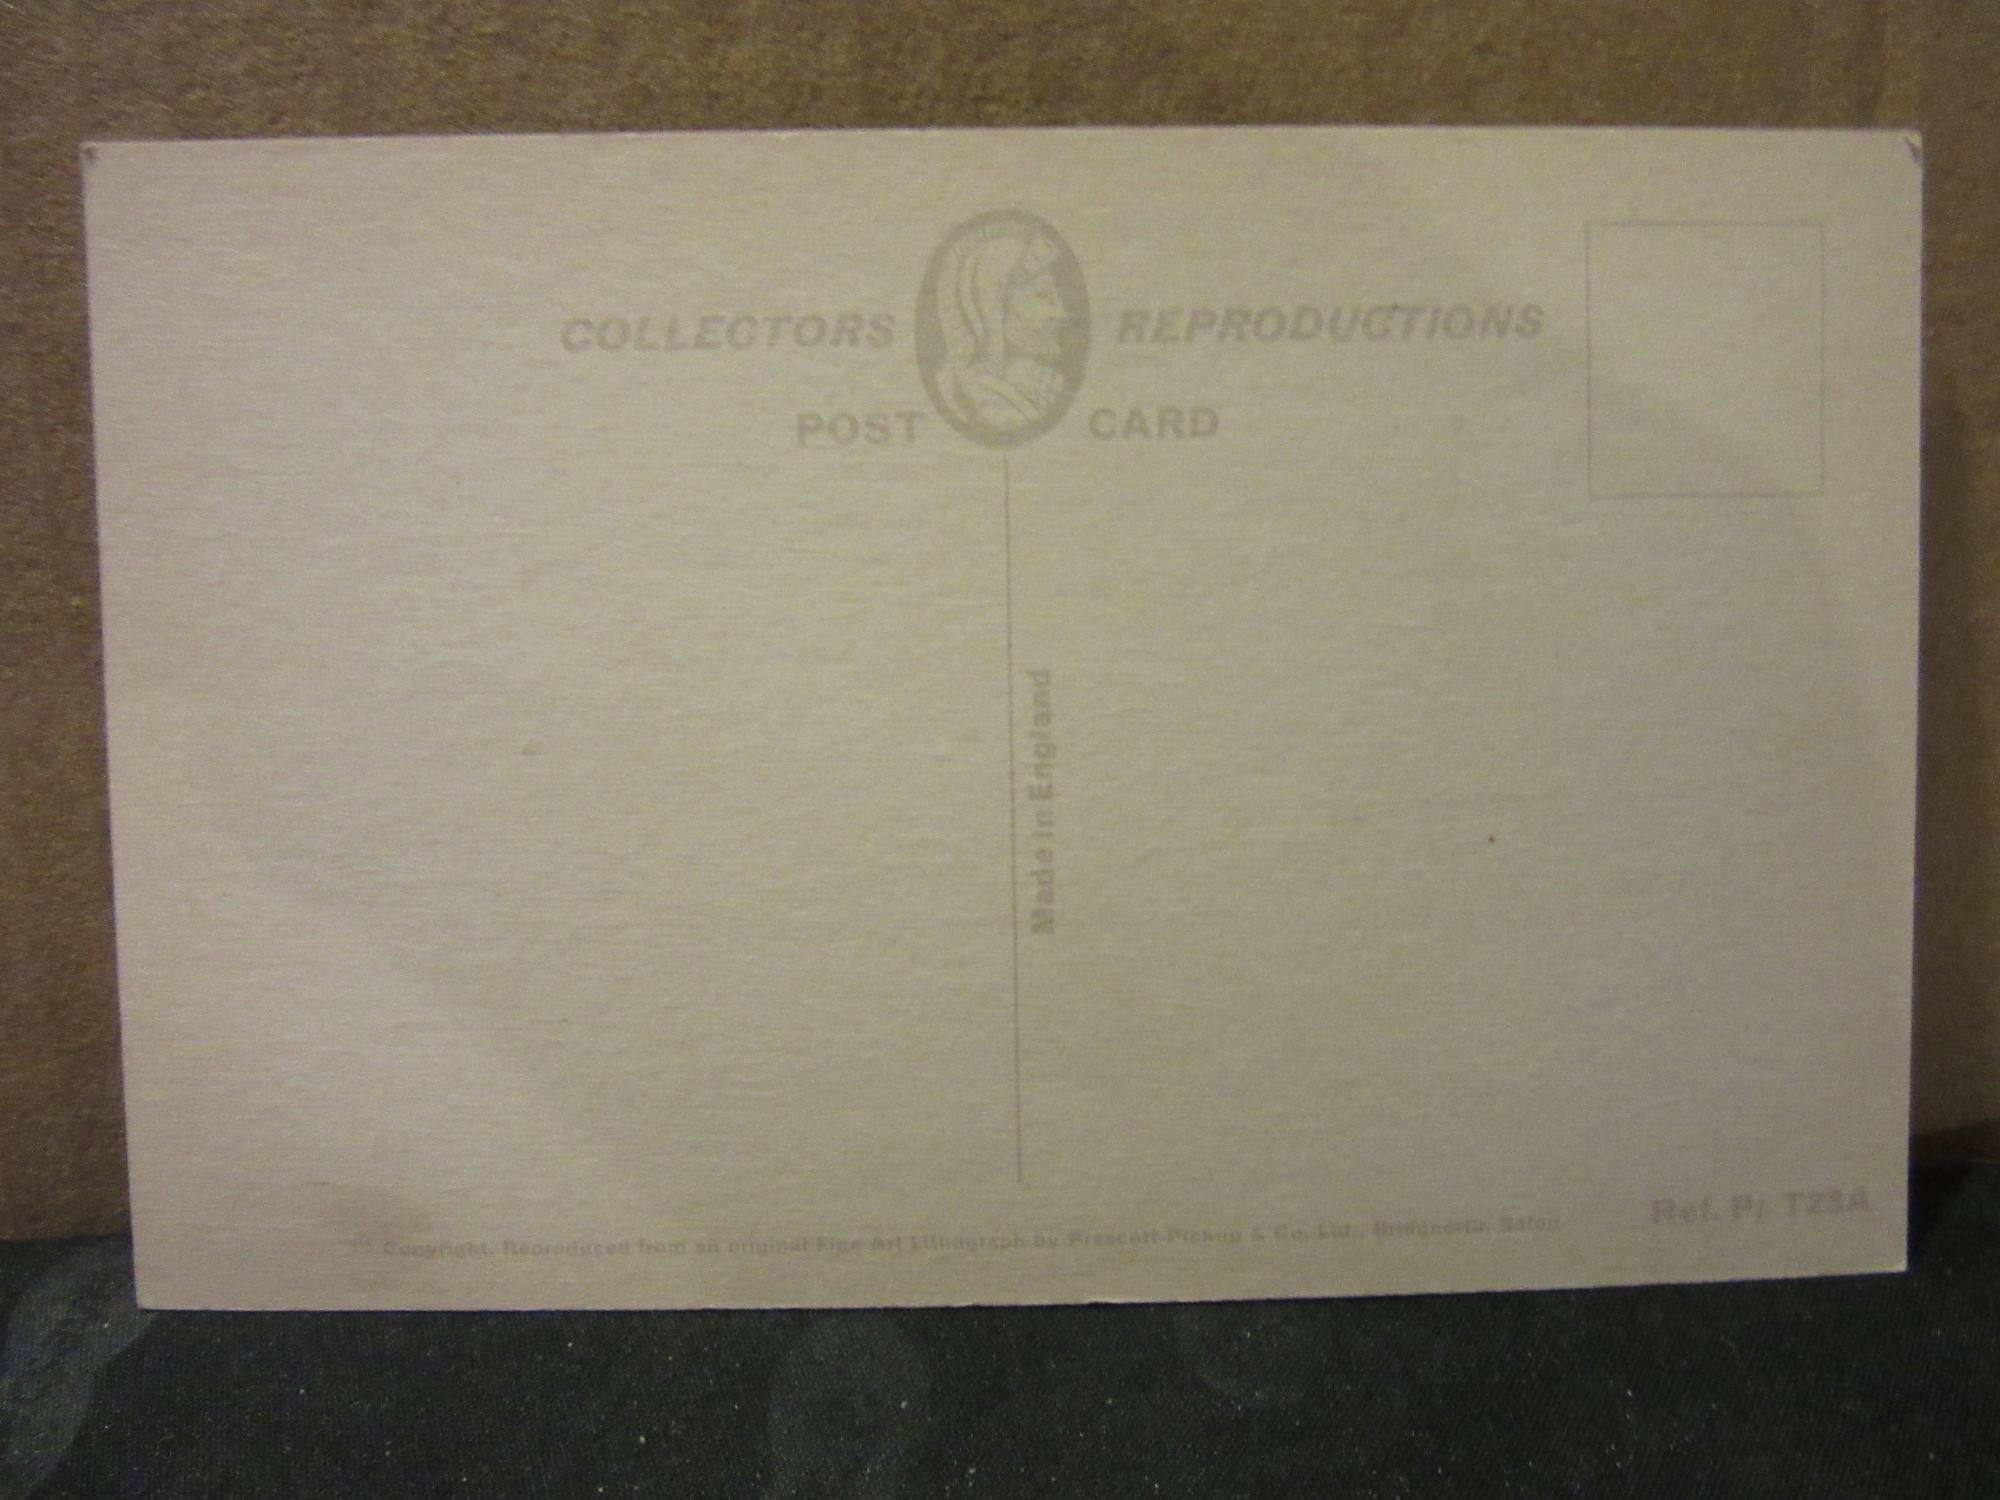 COLLECTORS REPRODUCTIONS
POST CARD
Made in England
© Copyright. Reproduced from an original Fine Art Lithograph by Prescott-Pickup & Co. Ltd., Bridgnorth, Salop.
Ref. P. T23A